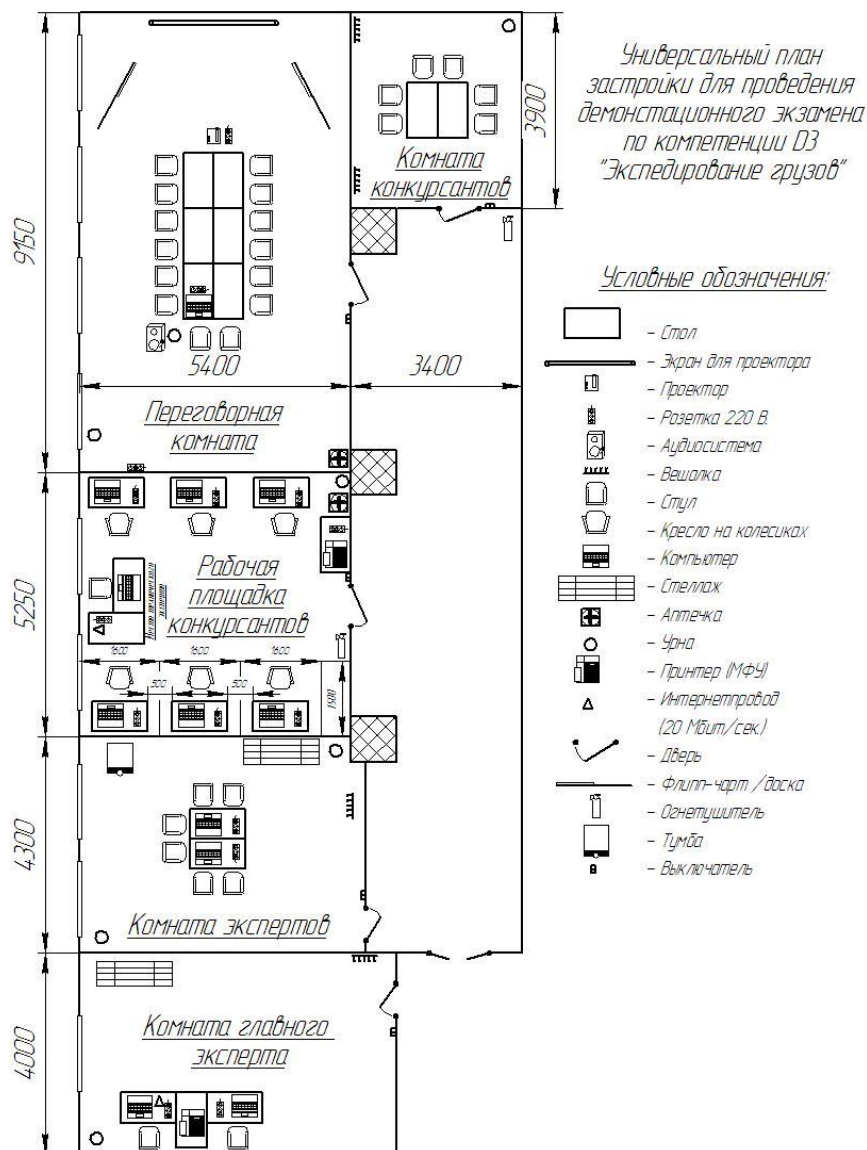 Универсальный план
застройки для проведения
демонстационного экзамена
по компетенции D3
"Экспедирование грузов"
3900
Комната
конкурсантов
9150
5400
3400
Переговорная
комната
Условные обозначения:
- Стол
- Экран для проектора
- Проектор
- Розетка 220 В.
- Аудиосистема
- Вешалка
- Стул
- Кресло на колесиках
- Компьютер
- Стеллаж
- Аптечка
- Урна
- Принтер (МФУ)
- Интернетпровод
(20 Мбит/сек.)
- Дверь
- Флипп-чарт /доска
- Огнетушитель
- Тумба
- Выключатель
5250
Рабочая
площадка
конкурсантов
1600
1600
1600
500
500
1500
4300
Комната экспертов
4000
Комната главного
эксперта